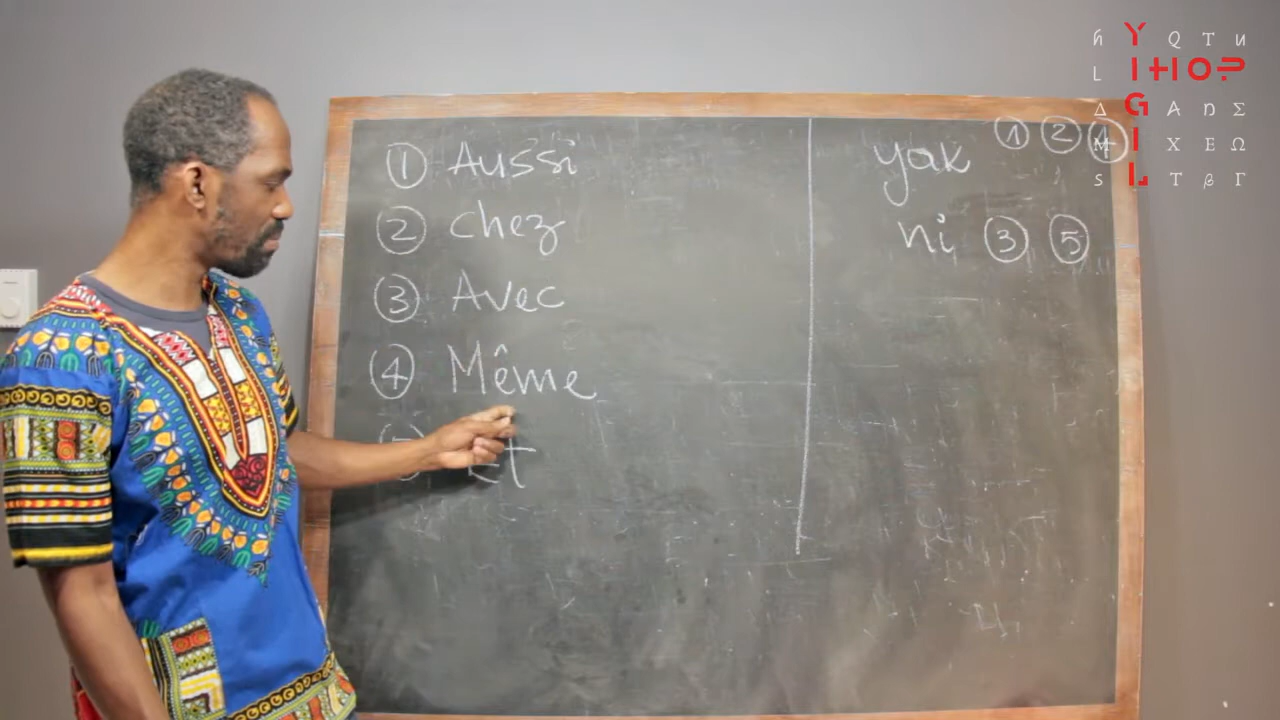 ① Aussi
② chez
③ Avec
④ Même
Et
yak ① ② ④
ni ③ ⑤
ɦ Y Q T И
L I H O P
Δ G A Ŋ Σ
M I X E Ω
S L T β Γ